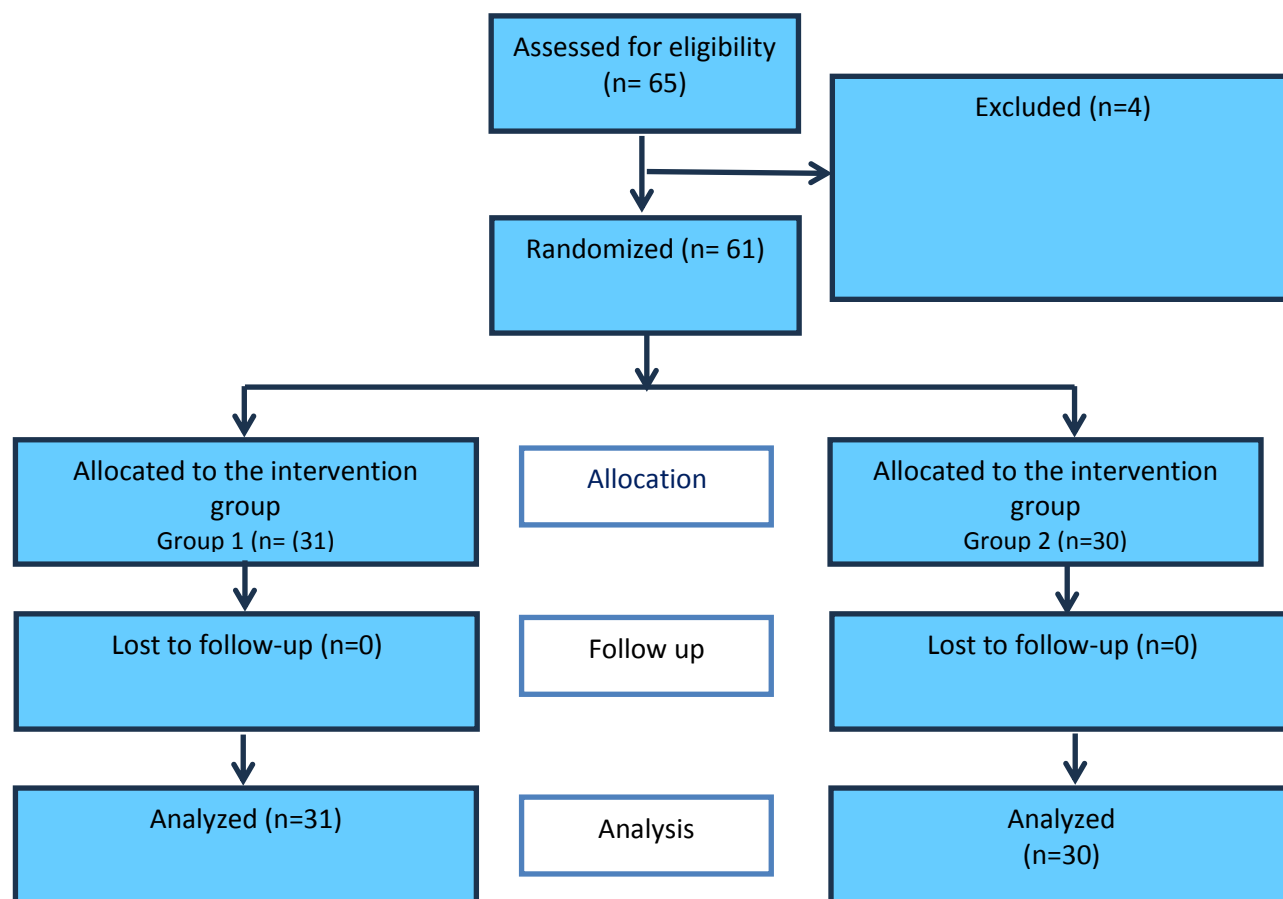 Assessed for eligibility
(n= 65)
Excluded (n=4)
Randomized (n= 61)
Allocated to the intervention
group
Group 1 (n= (31)
Allocation
Allocated to the intervention
group
Group 2 (n=30)
Lost to follow-up (n=0)
Follow up
Lost to follow-up (n=0)
Analyzed (n=31)
Analysis
Analyzed
(n=30)